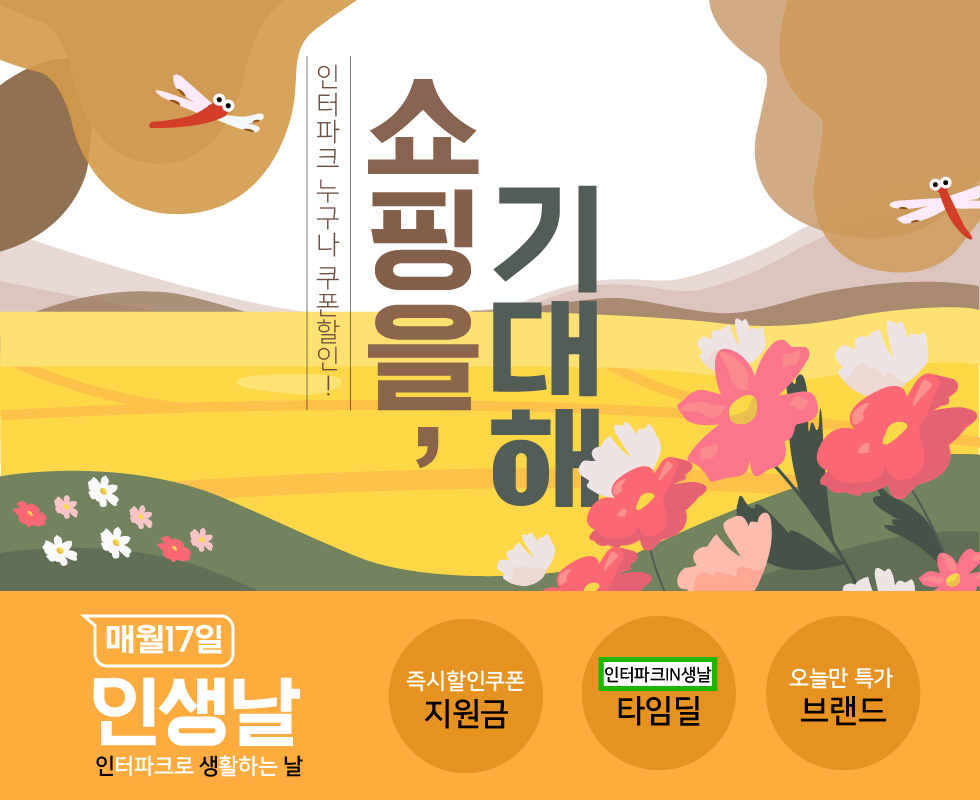 인터파크 누구나 쿠폰할인!
쇼핑을,
기대해
매월17일
인생날
인터파크로 생활하는 날
즉시할인쿠폰
지원금
인터파크IN생날
타임딜
오늘만 특가
브랜드